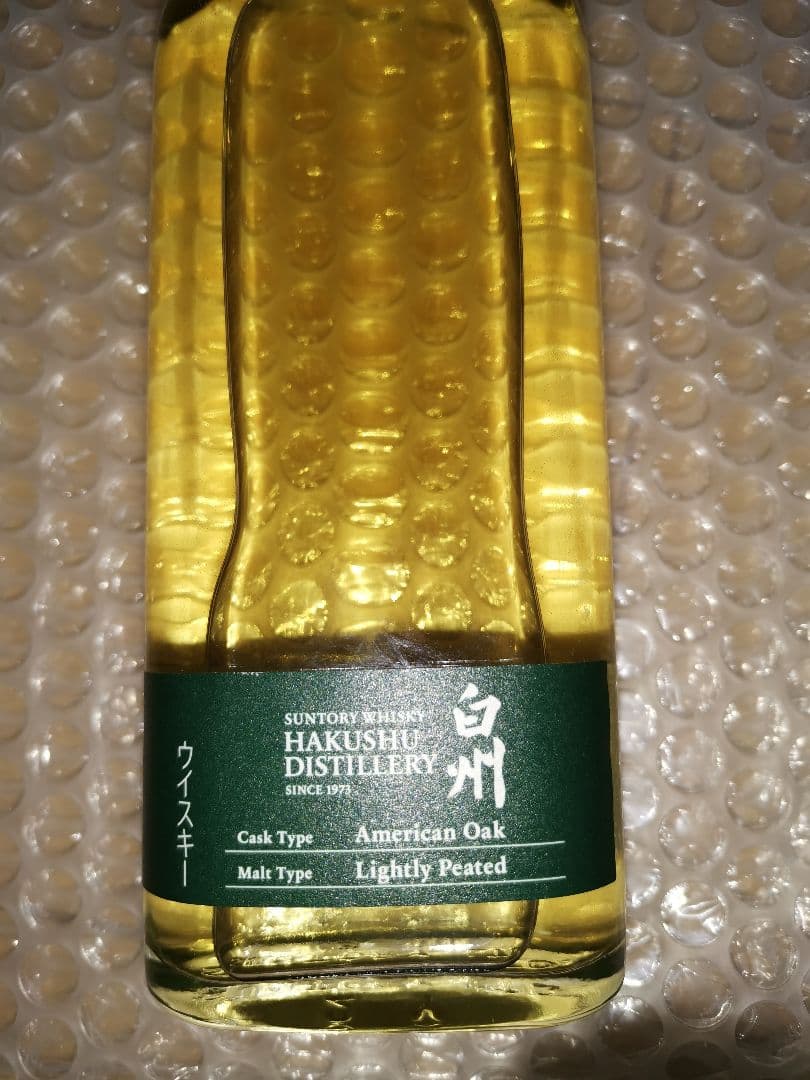 SUNTORY WHISKY
HAKUSHU
DISTILLERY
SINCE 1973
白州
ウイスキー
Cask Type American Oak
Malt Type Lightly Peated